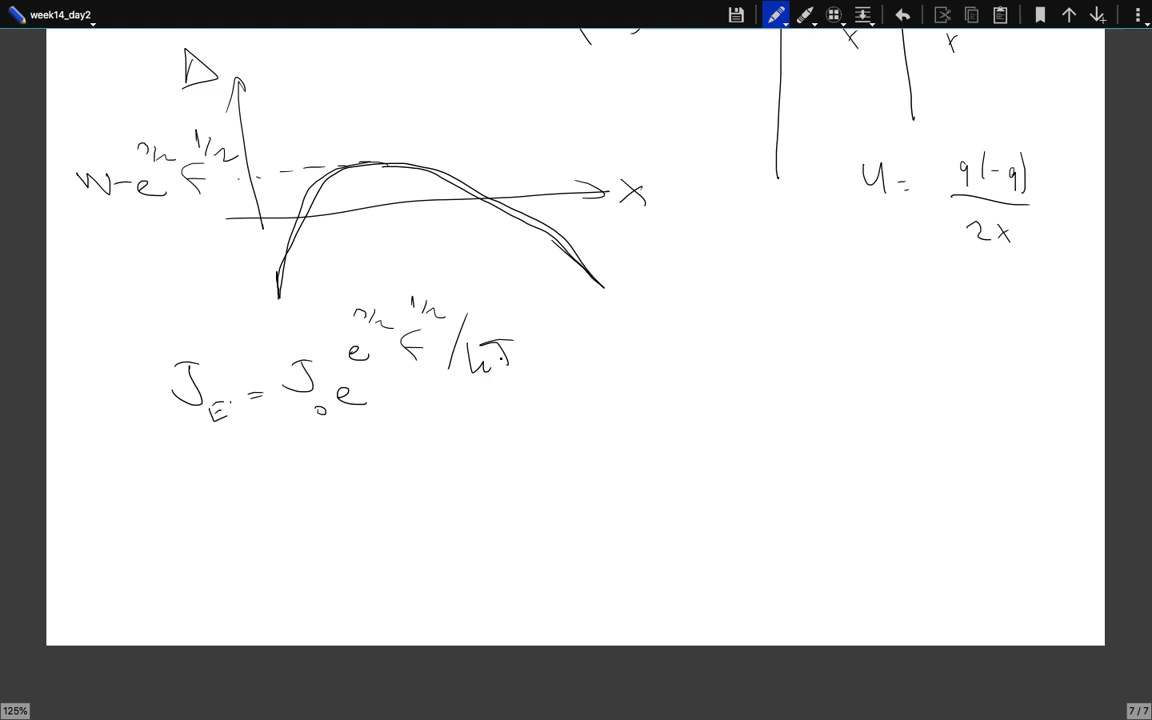 week14_day2
W-e^{3/2} E^{1/2}
X
U = q(-q) / 2x
J_E = J_0 e^{e^{3/2} E^{1/2} / kT}
125%
7 / 7